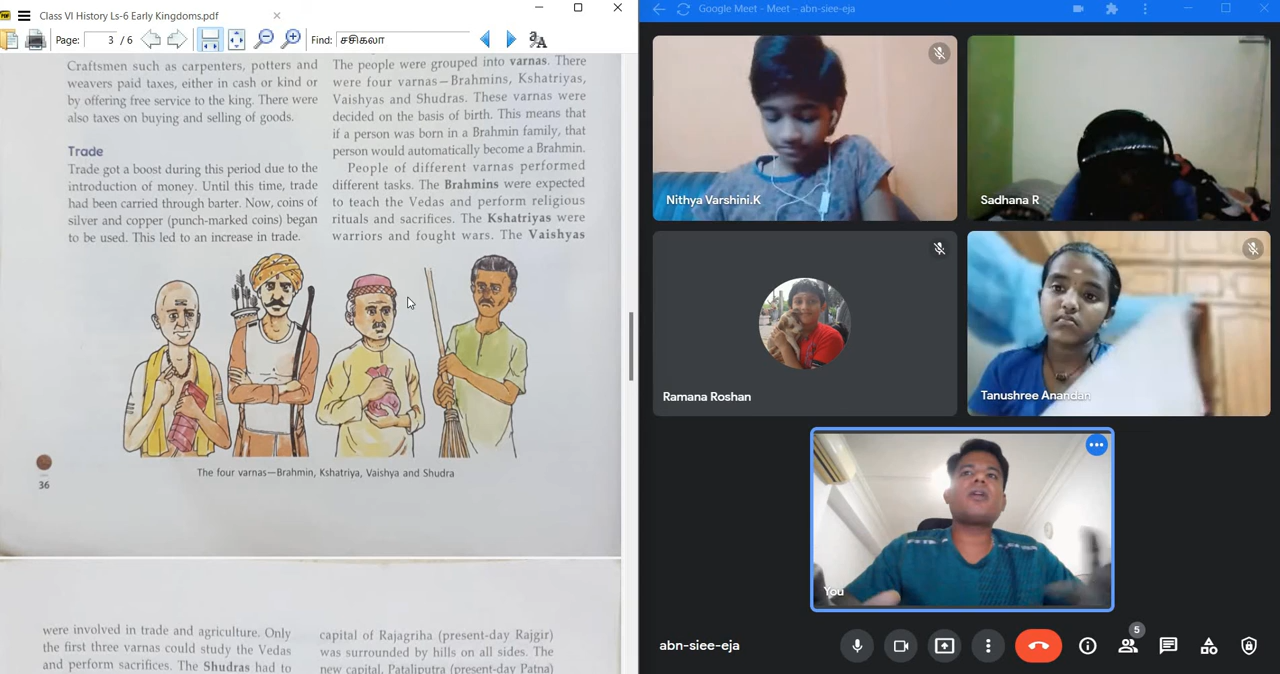 Class VI History Ls-6 Early Kingdoms.pdf
Page: 3 / 6
Find: சசிகலா
Craftsmen such as carpenters, potters and
weavers paid taxes, either in cash or kind or
by offering free service to the king. There were
also taxes on buying and selling of goods.
Trade
Trade got a boost during this period due to the
introduction of money. Until this time, trade
had been carried through barter. Now, coins of
silver and copper (punch-marked coins) began
to be used. This led to an increase in trade.
The people were grouped into varnas. There
were four varnas—Brahmins, Kshatriyas,
Vaishyas and Shudras. These varnas were
decided on the basis of birth. This means that
if a person was born in a Brahmin family, that
person would automatically become a Brahmin.
People of different varnas performed
different tasks. The Brahmins were expected
to teach the Vedas and perform religious
rituals and sacrifices. The Kshatriyas were
warriors and fought wars. The Vaishyas
The four varnas—Brahmin, Kshatriya, Vaishya and Shudra
36
were involved in trade and agriculture. Only
the first three varnas could study the Vedas
and perform sacrifices. The Shudras had to
capital of Rajagriha (present-day Rajgir)
was surrounded by hills on all sides. The
new capital, Pataliputra (present-day Patna)
Google Meet - Meet – abn-siee-eja
Nithya Varshini.K
Sadhana R
Ramana Roshan
Tanushree Anandan
You
abn-siee-eja
5